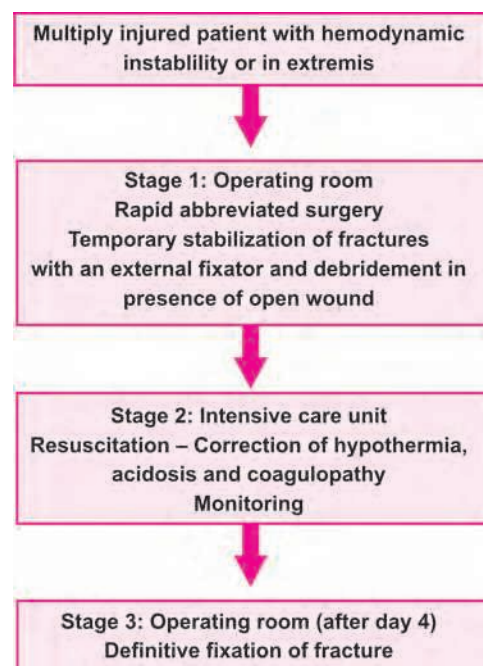 Multiply injured patient with hemodynamic
instablility or in extremis
Stage 1: Operating room
Rapid abbreviated surgery
Temporary stabilization of fractures
with an external fixator and debridement in
presence of open wound
Stage 2: Intensive care unit
Resuscitation – Correction of hypothermia,
acidosis and coagulopathy
Monitoring
Stage 3: Operating room (after day 4)
Definitive fixation of fracture